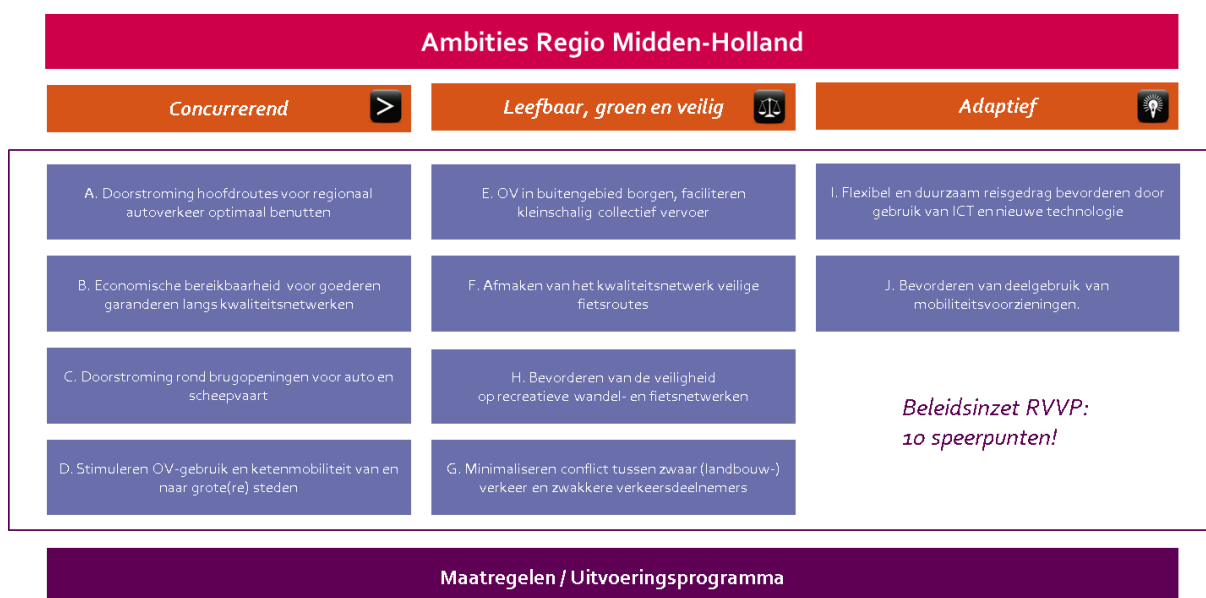 Ambities Regio Midden-Holland
Concurrerend
>
Leefbaar, groen en veilig
Adaptief
A. Doorstroming hoofdroutes voor regionaal
autoverkeer optimaal benutten
E. OV in buitengebied borgen, faciliteren
kleinschalig collectief vervoer
I. Flexibel en duurzaam reisgedrag bevorderen door
gebruik van ICT en nieuwe technologie
B. Economische bereikbaarheid voor goederen
garanderen langs kwaliteitsnetwerken
F. Afmaken van het kwaliteitsnetwerk veilige
fietsroutes
J. Bevorderen van deelgebruik van
mobiliteitsvoorzieningen.
C. Doorstroming rond brugopeningen voor auto en
scheepvaart
H. Bevorderen van de veiligheid
op recreatieve wandel- en fietsnetwerken
Beleidsinzet RVVP:
10 speerpunten!
D. Stimuleren OV-gebruik en ketenmobiliteit van en
naar grote(re) steden
G. Minimaliseren conflict tussen zwaar (landbouw-)
verkeer en zwakkere verkeersdeelnemers
Maatregelen / Uitvoeringsprogramma